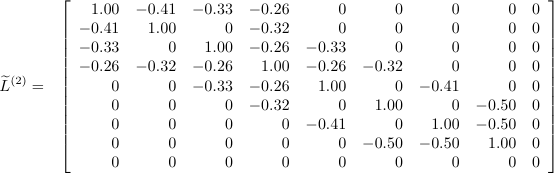 1.00 −0.41 −0.33 −0.26 0 0 0 0 0
−0.41 1.00 0 −0.32 0 0 0 0 0
−0.33 0 1.00 −0.26 −0.33 0 0 0 0
−0.26 −0.32 −0.26 1.00 −0.26 −0.32 0 0 0
L̃⁽²⁾ = 0 0 −0.33 −0.26 1.00 0 −0.41 0 0
0 0 0 −0.32 0 1.00 0 −0.50 0
0 0 0 0 −0.41 0 1.00 −0.50 0
0 0 0 0 0 −0.50 −0.50 1.00 0
0 0 0 0 0 0 0 0 0